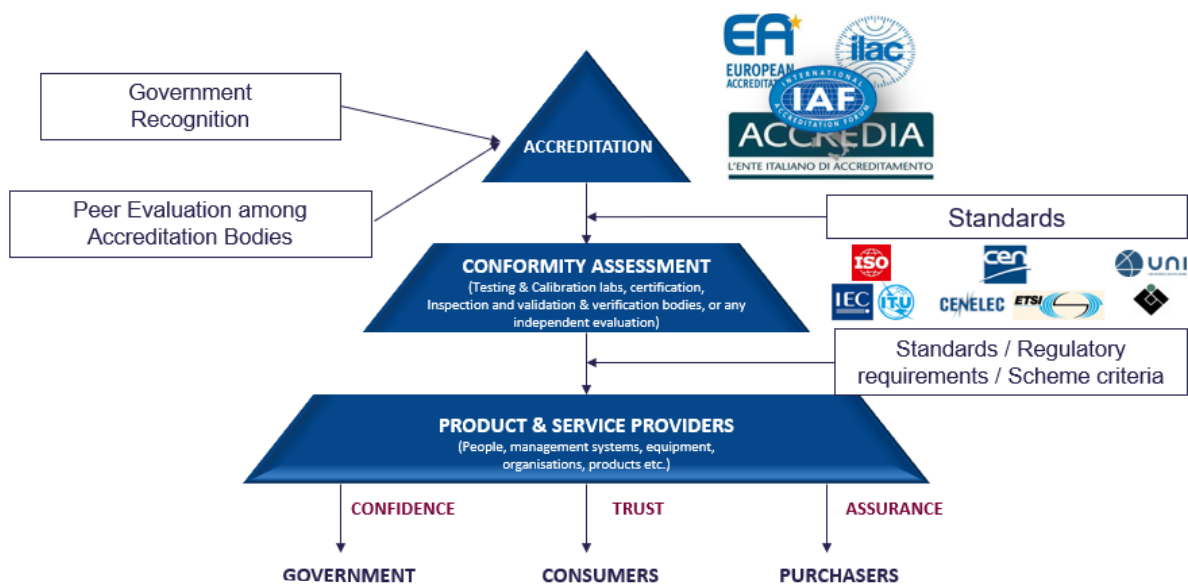 EA
EUROPEAN
ACCREDITAT
ilac
INTERNATIONAL
IAF
ACCREDITATION FORUM
ACCREDIA
L'ENTE ITALIANO DI ACCREDITAMENTO
Government
Recognition
ACCREDITATION
Peer Evaluation among
Accreditation Bodies
Standards
CONFORMITY ASSESSMENT
(Testing & Calibration labs, certification,
Inspection and validation & verification bodies, or any
independent evaluation)
ISO
cen
UNI
IEC
ITU
CENELEC
ETSI
Standards / Regulatory
requirements / Scheme criteria
PRODUCT & SERVICE PROVIDERS
(People, management systems, equipment,
organisations, products etc.)
CONFIDENCE
TRUST
ASSURANCE
GOVERNMENT
CONSUMERS
PURCHASERS